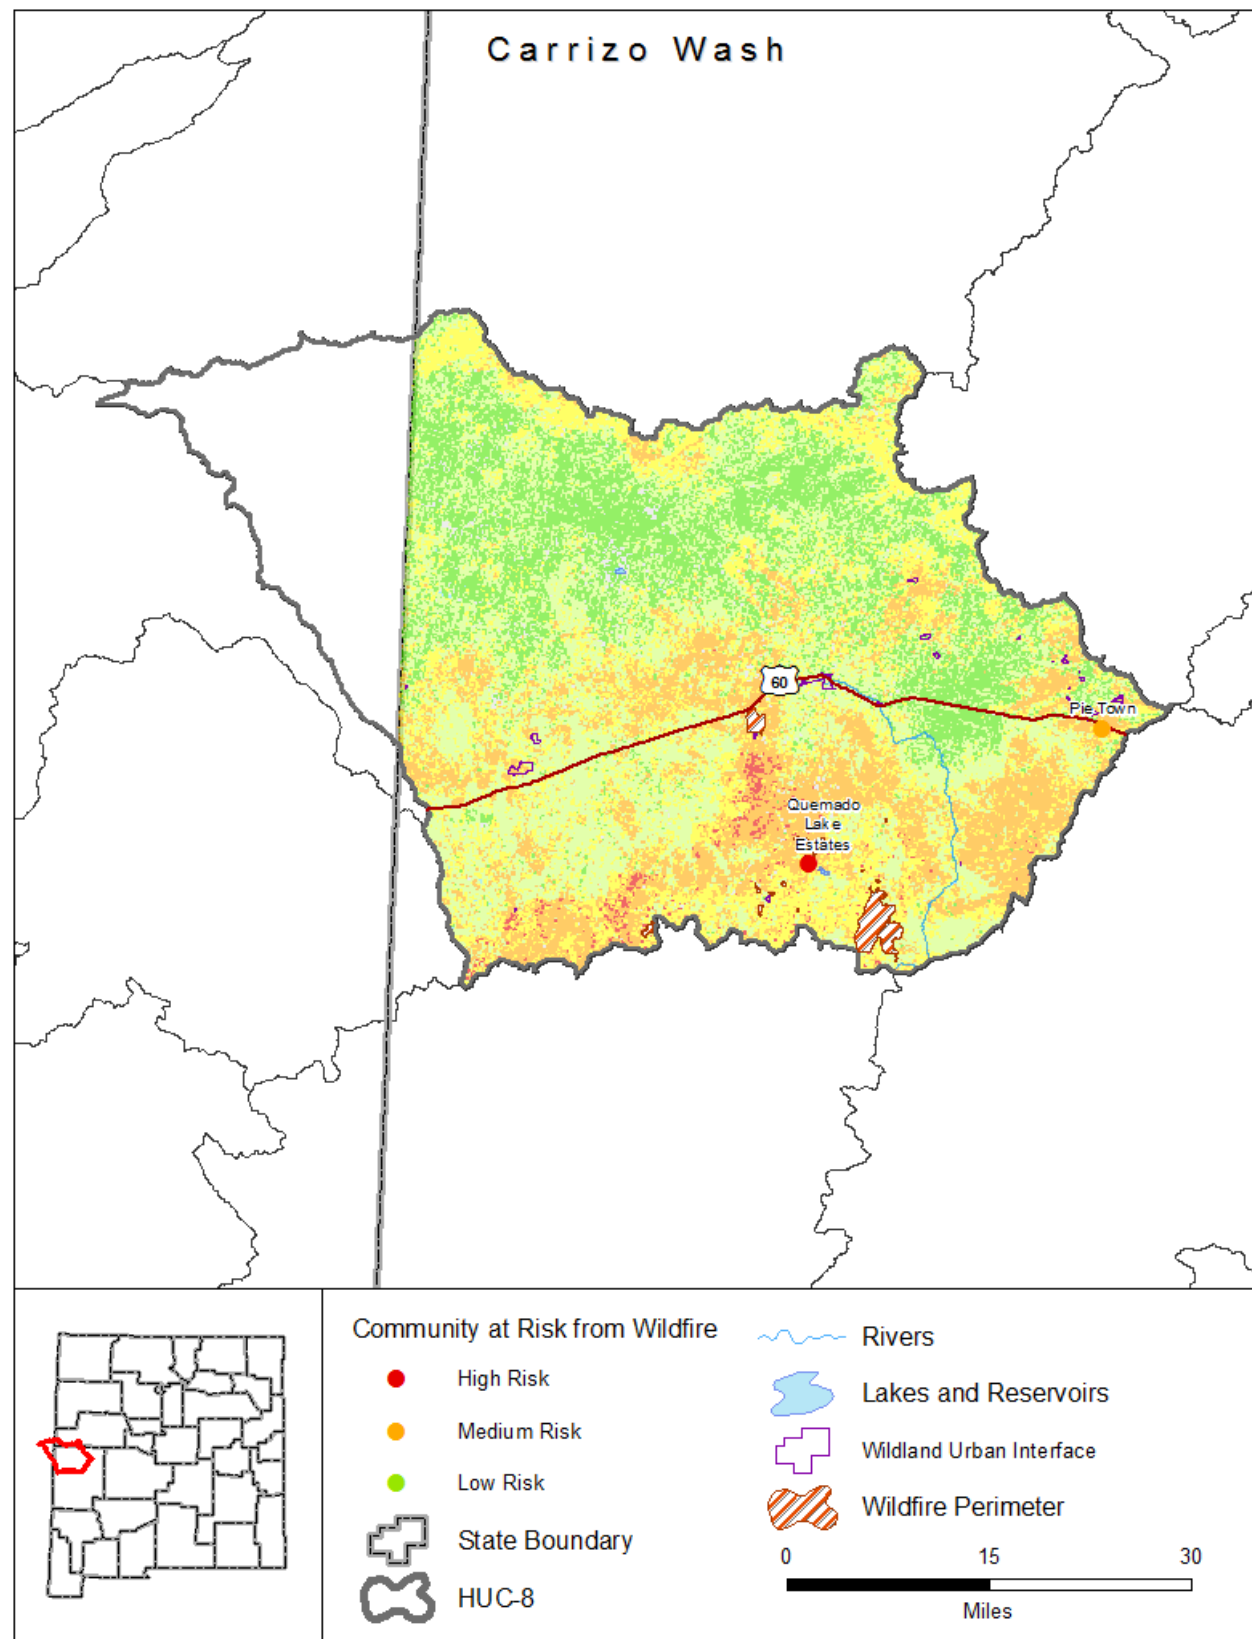 Carrizo Wash
60
Pie Town
Quemado
Lake
Estates
Community at Risk from Wildfire
High Risk
Medium Risk
Low Risk
State Boundary
HUC-8
Rivers
Lakes and Reservoirs
Wildland Urban Interface
Wildfire Perimeter
0 15 30
Miles